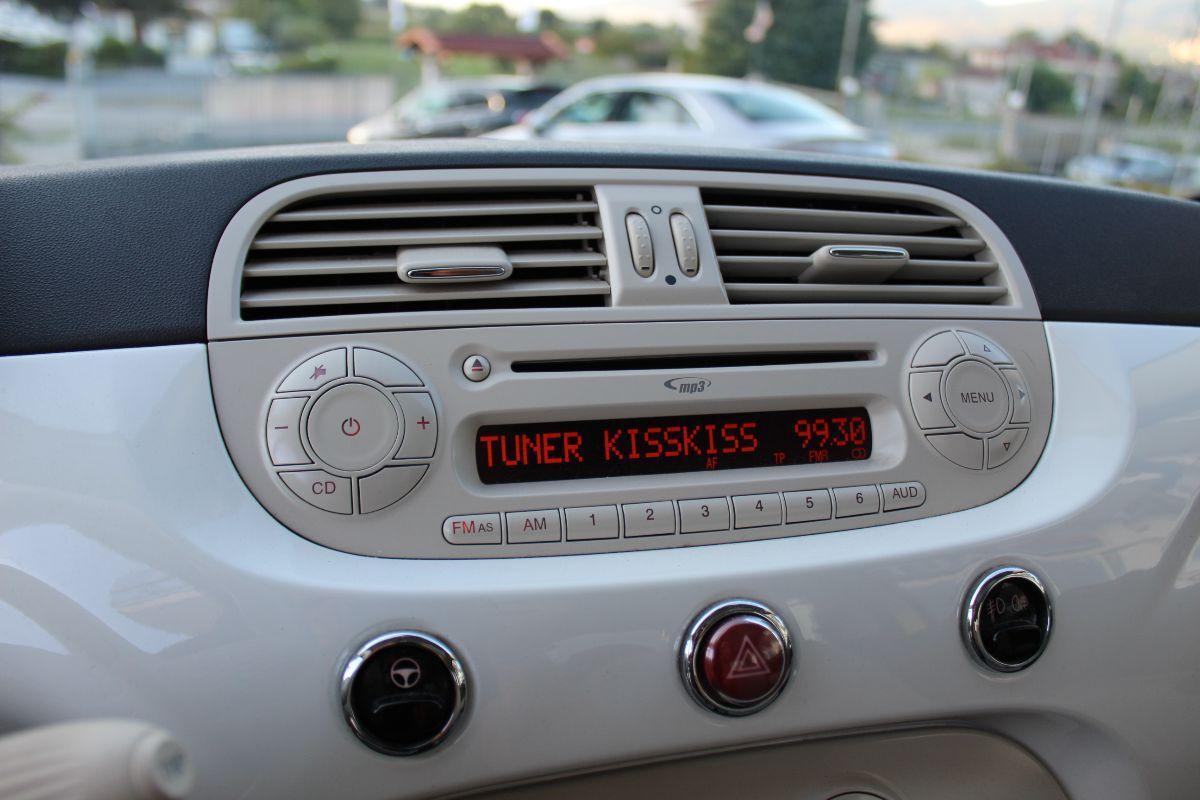 mp3
MENU
TUNER KISSKISS 99.30
AF TP FMR CD
CD
FM AS AM 1 2 3 4 5 6 AUD